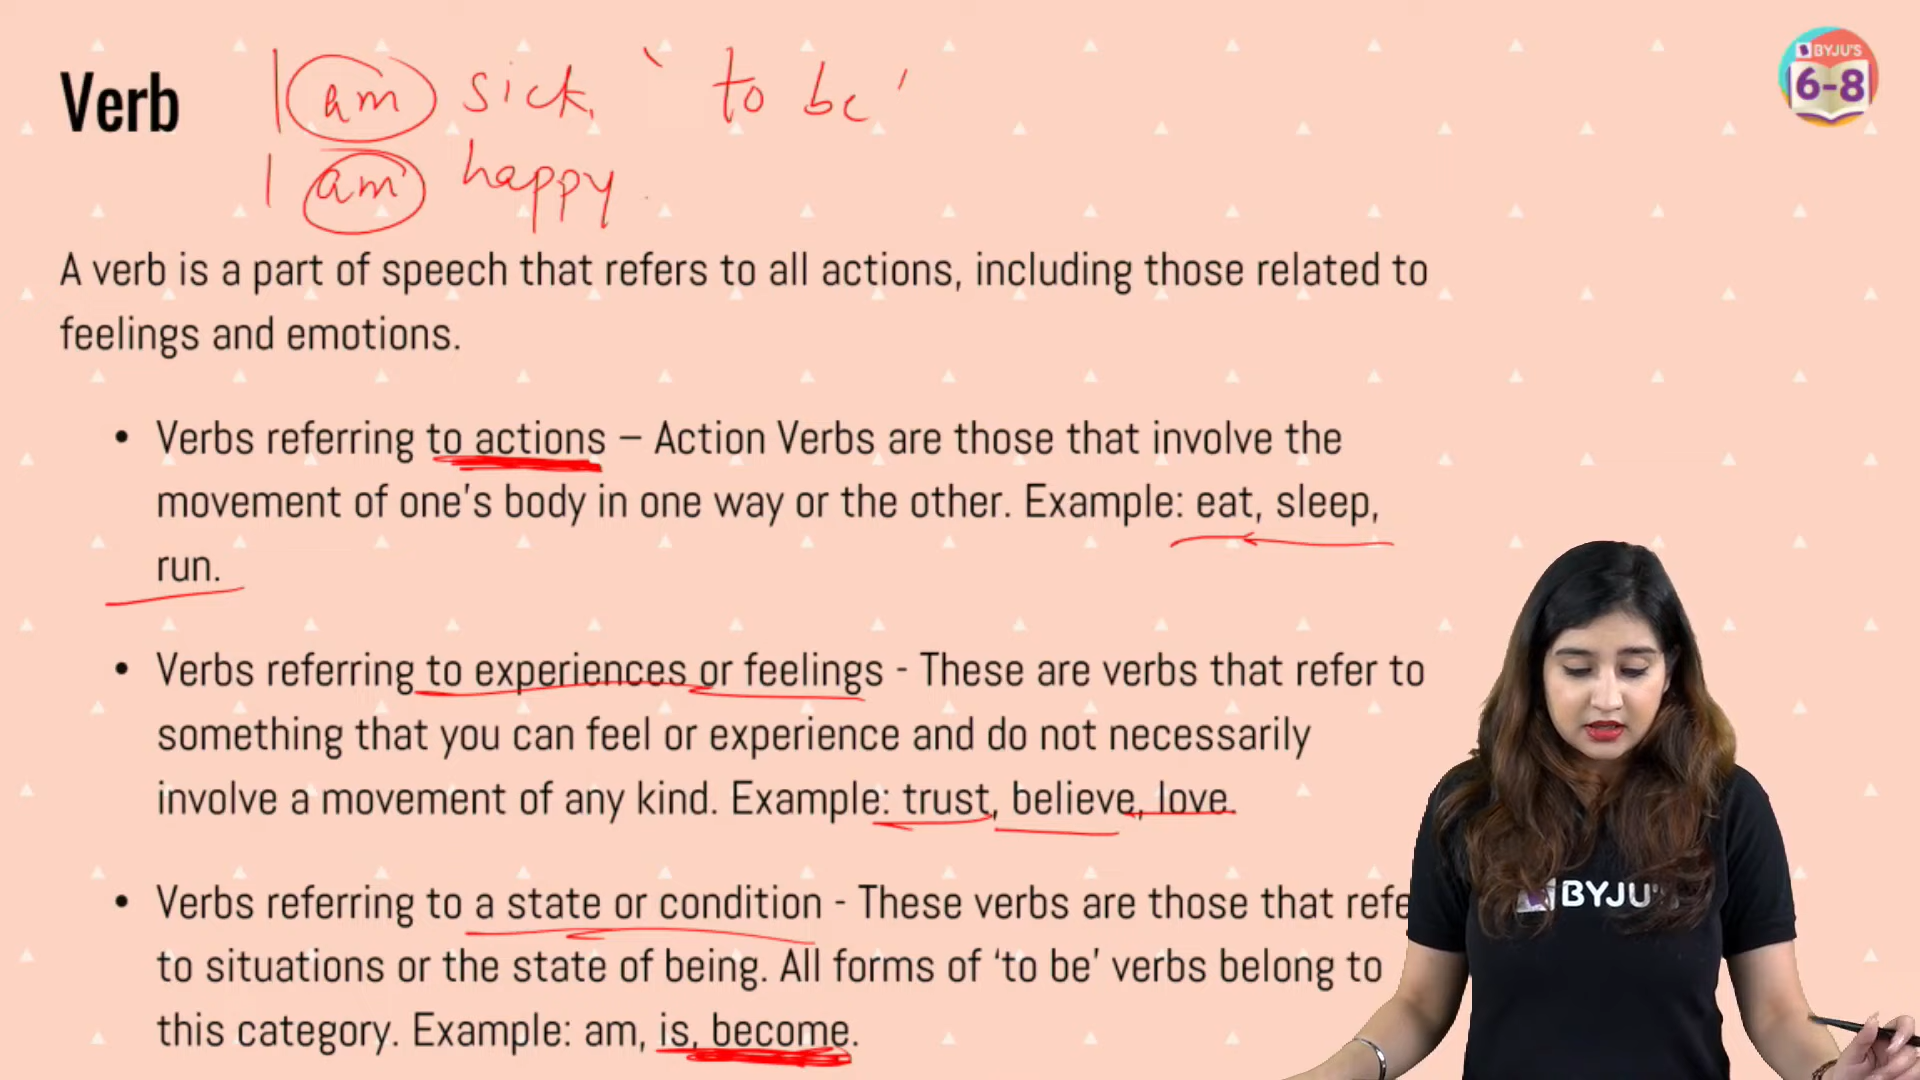 BYJU'S
6-8
Verb
I am sick. 'to be'
I am happy.
A verb is a part of speech that refers to all actions, including those related to
feelings and emotions.
• Verbs referring to actions – Action Verbs are those that involve the
movement of one's body in one way or the other. Example: eat, sleep,
run.
• Verbs referring to experiences or feelings - These are verbs that refer to
something that you can feel or experience and do not necessarily
involve a movement of any kind. Example: trust, believe, love.
• Verbs referring to a state or condition - These verbs are those that refe
to situations or the state of being. All forms of 'to be' verbs belong to
this category. Example: am, is, become.
BYJU'S